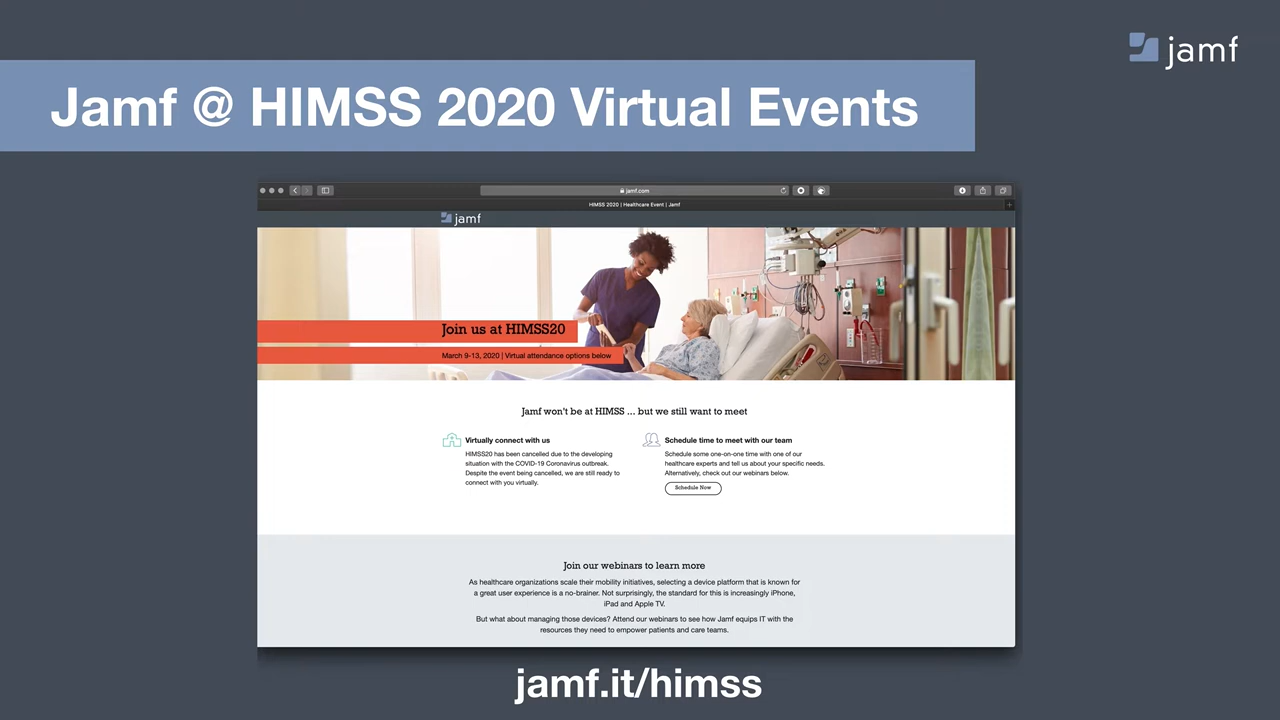 jamf
Jamf @ HIMSS 2020 Virtual Events
jamf.com
HIMSS 2020 | Healthcare Event | Jamf
jamf
Join us at HIMSS20
March 9-13, 2020 | Virtual attendance options below
Jamf won't be at HIMSS ... but we still want to meet
Virtually connect with us
HIMSS20 has been cancelled due to the developing
situation with the COVID-19 Coronavirus outbreak.
Despite the event being cancelled, we are still ready to
connect with you virtually.
Schedule time to meet with our team
Schedule some one-on-one time with one of our
healthcare experts and tell us about your specific needs.
Alternatively, check out our webinars below.
Schedule Now
Join our webinars to learn more
As healthcare organizations scale their mobility initiatives, selecting a device platform that is known for
a great user experience is a no-brainer. Not surprisingly, the standard for this is increasingly iPhone,
iPad and Apple TV.
But what about managing those devices? Attend our webinars to see how Jamf equips IT with the
resources they need to empower patients and care teams.
jamf.it/himss